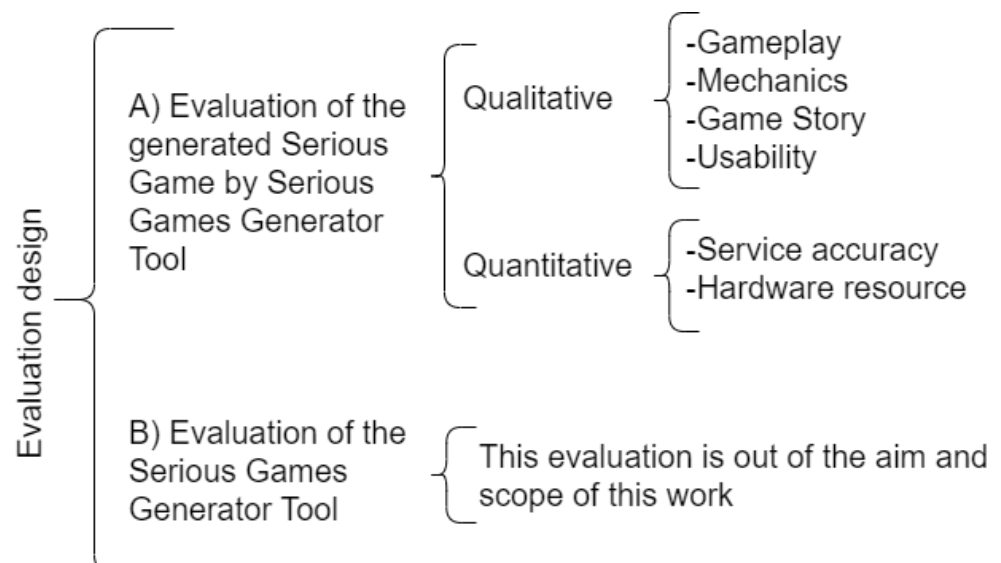 Evaluation design
A) Evaluation of the
generated Serious
Game by Serious
Games Generator
Tool
Qualitative
-Gameplay
-Mechanics
-Game Story
-Usability
Quantitative
-Service accuracy
-Hardware resource
B) Evaluation of the
Serious Games
Generator Tool
This evaluation is out of the aim and
scope of this work